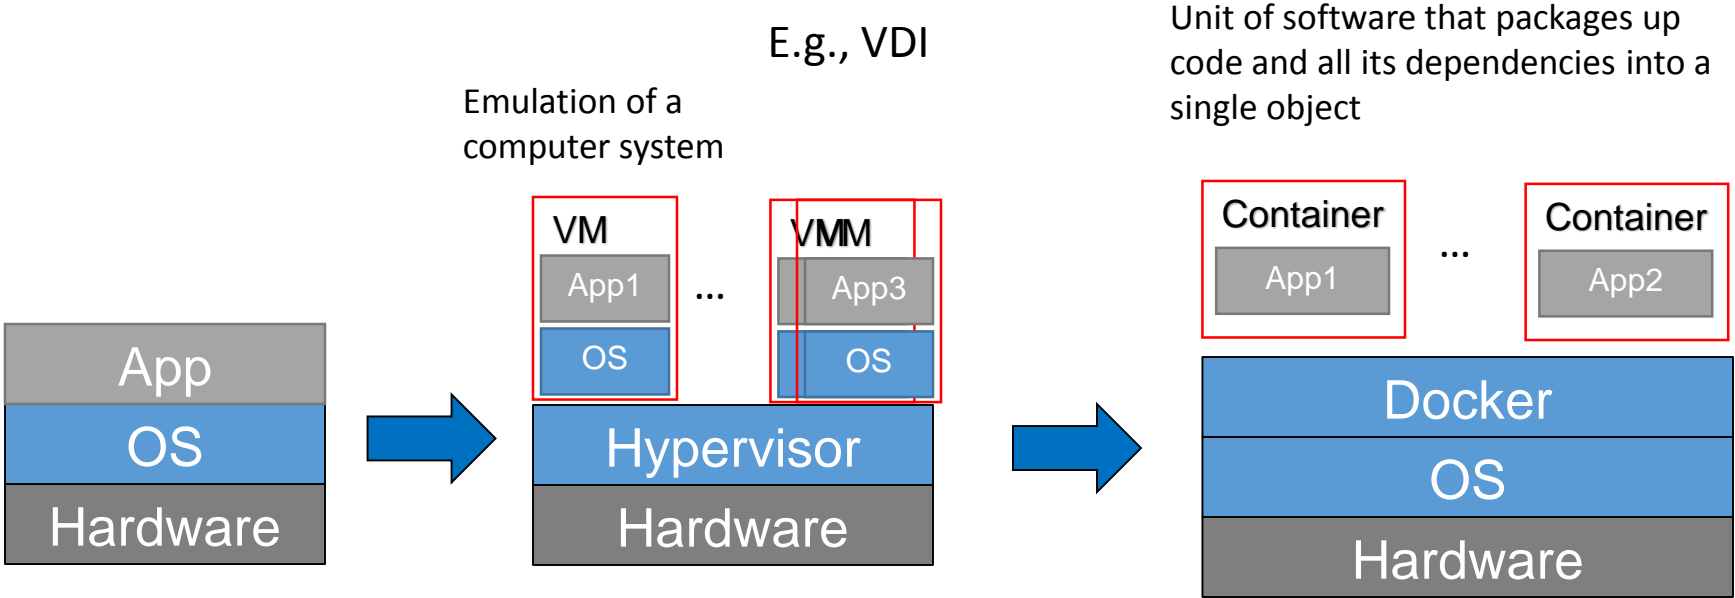 E.g., VDI
Unit of software that packages up
code and all its dependencies into a
single object
Emulation of a
computer system
App
OS
Hardware
VM
App1
OS
...
VMM
App3
OS
Hypervisor
Hardware
Container
App1
...
Container
App2
Docker
OS
Hardware